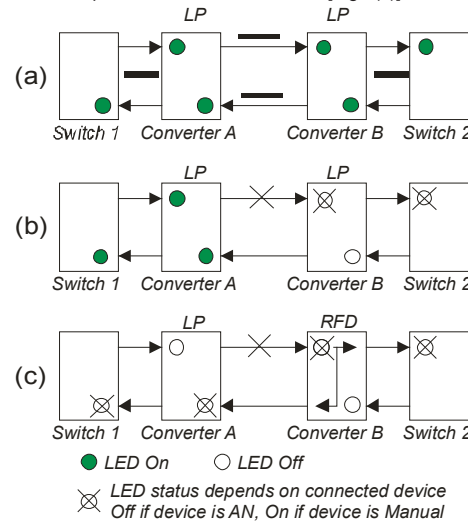 LP LP
(a)
Switch 1 Converter A Converter B Switch 2
LP LP
(b)
Switch 1 Converter A Converter B Switch 2
LP RFD
(c)
Switch 1 Converter A Converter B Switch 2
LED On LED Off
LED status depends on connected device
Off if device is AN, On if device is Manual